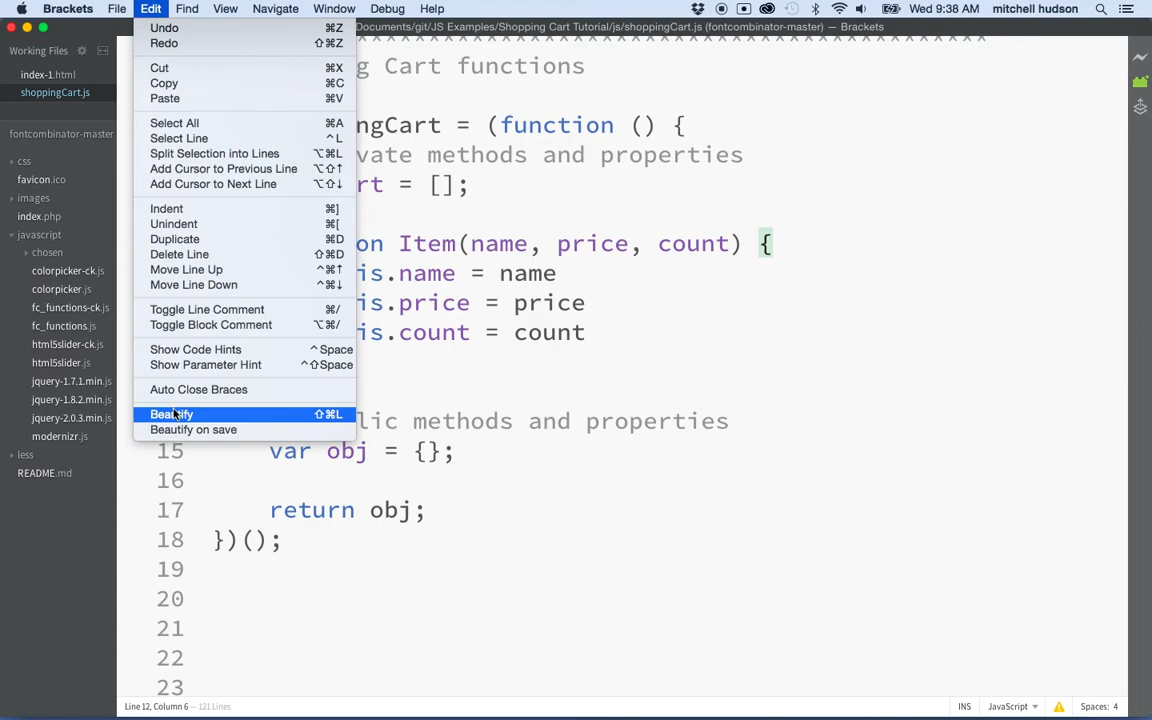 Brackets File Edit Find View Navigate Window Debug Help Wed 9:38 AM mitchell hudson
Documents/git/JS Examples/Shopping Cart Tutorial/js/shoppingCart.js (fontcombinator-master) — Brackets
Working Files
index-1.html
shoppingCart.js
fontcombinator-master
css
favicon.ico
images
index.php
javascript
chosen
colorpicker-ck.js
colorpicker.js
fc_functions-ck.js
fc_functions.js
html5slider-ck.js
html5slider.js
jquery-1.7.1.min.js
jquery-1.8.2.min.js
jquery-2.0.3.min.js
modernizr.js
less
README.md
Undo ⌘Z
Redo ⇧⌘Z
Cut ⌘X
Copy ⌘C
Paste ⌘V
Select All ⌘A
Select Line ^L
Split Selection into Lines ⌥⌘L
Add Cursor to Previous Line ⌥⇧↑
Add Cursor to Next Line ⌥⇧↓
Indent ⌘]
Unindent ⌘[
Duplicate ⌘D
Delete Line ⇧⌘D
Move Line Up ^⌘↑
Move Line Down ^⌘↓
Toggle Line Comment ⌘/
Toggle Block Comment ⌥⌘/
Show Code Hints ^Space
Show Parameter Hint ^⇧Space
Auto Close Braces
Beautify ⇧⌘L
Beautify on save
g Cart functions
ngCart = (function () {
vate methods and properties
rt = [];
on Item(name, price, count) {
is.name = name
is.price = price
is.count = count
lic methods and properties
15 var obj = {};
16
17 return obj;
18 })();
19
20
21
22
23
Line 12, Column 6 — 121 Lines
INS JavaScript Spaces: 4